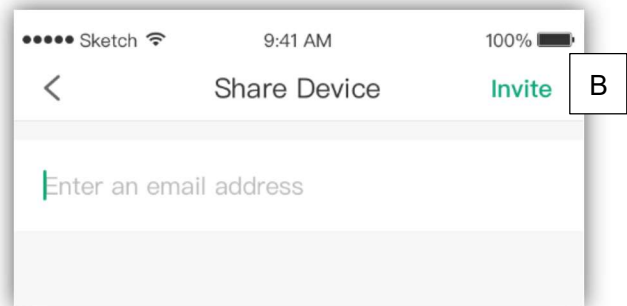 Sketch 9:41 AM 100%
Share Device Invite
B
Enter an email address